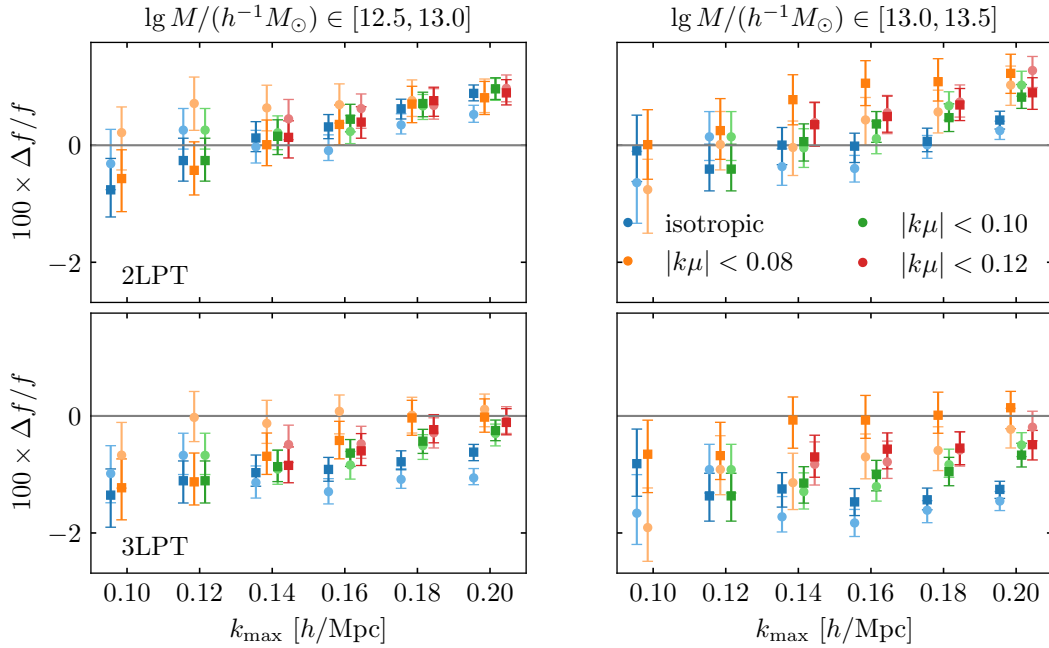 lg M/(h⁻¹M⊙) ∈ [12.5, 13.0]
lg M/(h⁻¹M⊙) ∈ [13.0, 13.5]
100 × Δf/f
0
−2
2LPT
isotropic
|kμ| < 0.08
|kμ| < 0.10
|kμ| < 0.12
100 × Δf/f
0
−2
3LPT
0.10 0.12 0.14 0.16 0.18 0.20
0.10 0.12 0.14 0.16 0.18 0.20
kmax [h/Mpc]
kmax [h/Mpc]